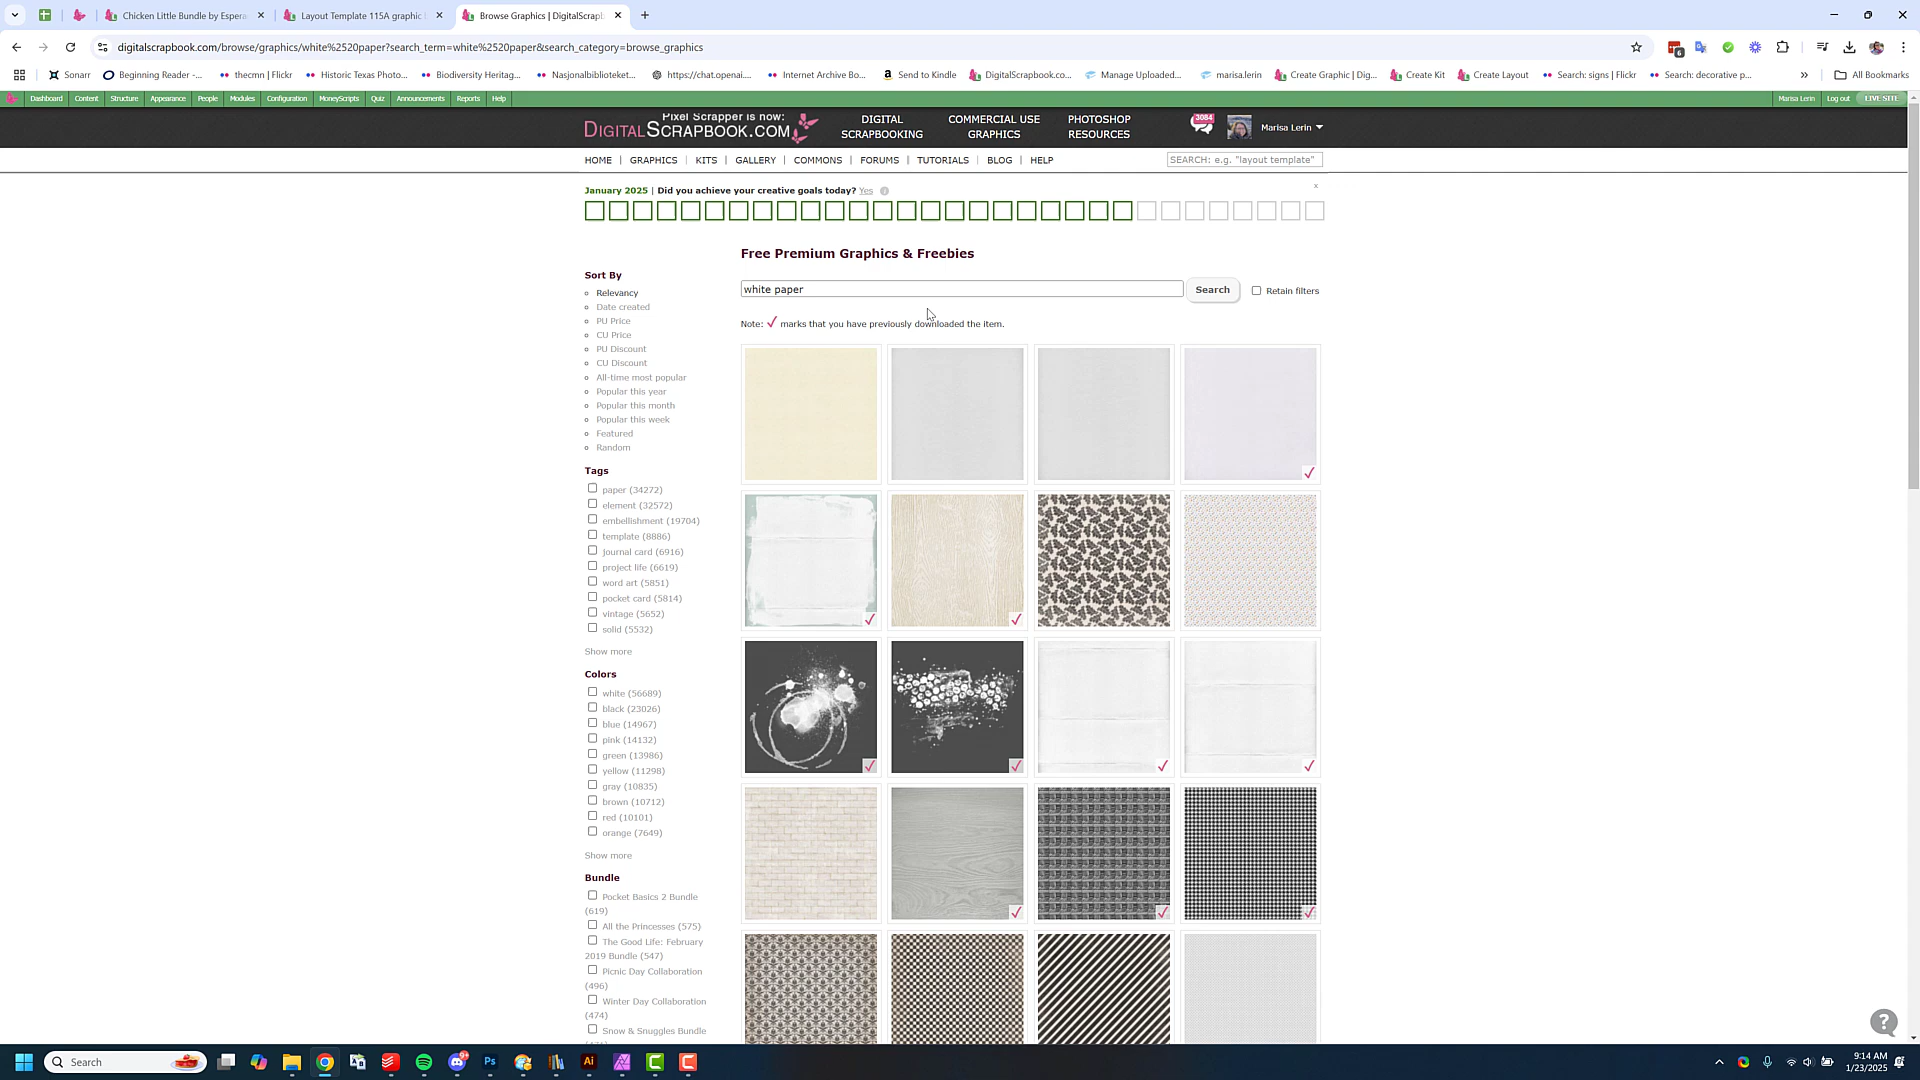 Chicken Little Bundle by Espera
Layout Template 115A graphic
Browse Graphics | DigitalScrap
digitalscrapbook.com/browse/graphics/white%2520paper?search_term=white%2520paper&search_category=browse_graphics
Sonarr
Beginning Reader -...
thecmn | Flickr
Historic Texas Photo...
Biodiversity Heritag...
Nasjonalbiblioteket...
https://chat.openai....
Internet Archive Bo...
Send to Kindle
DigitalScrapbook.co...
Manage Uploaded...
marisa.lerin
Create Graphic | Dig...
Create Kit
Create Layout
Search: signs | Flickr
Search: decorative p...
All Bookmarks
Dashboard
Content
Structure
Appearance
People
Modules
Configuration
MoneyScripts
Quiz
Announcements
Reports
Help
Marisa Lerin
Log out
LIVE SITE
Pixel Scrapper is now:
DIGITALSCRAPBOOK.COM
DIGITAL
SCRAPBOOKING
COMMERCIAL USE
GRAPHICS
PHOTOSHOP
RESOURCES
3084
Marisa Lerin
HOME | GRAPHICS | KITS | GALLERY | COMMONS | FORUMS | TUTORIALS | BLOG | HELP
SEARCH: e.g. "layout template"
January 2025 | Did you achieve your creative goals today? Yes
x
Free Premium Graphics & Freebies
white paper
Search
Retain filters
Note: ✓ marks that you have previously downloaded the item.
Sort By
Relevancy
Date created
PU Price
CU Price
PU Discount
CU Discount
All-time most popular
Popular this year
Popular this month
Popular this week
Featured
Random
Tags
paper (34272)
element (32572)
embellishment (19704)
template (8886)
journal card (6916)
project life (6619)
word art (5851)
pocket card (5814)
vintage (5652)
solid (5532)
Show more
Colors
white (56689)
black (23026)
blue (14967)
pink (14132)
green (13986)
yellow (11298)
gray (10835)
brown (10712)
red (10101)
orange (7649)
Show more
Bundle
Pocket Basics 2 Bundle
(619)
All the Princesses (575)
The Good Life: February
2019 Bundle (547)
Picnic Day Collaboration
(496)
Winter Day Collaboration
(474)
Snow & Snuggles Bundle
?
Search
9:14 AM
1/23/2025